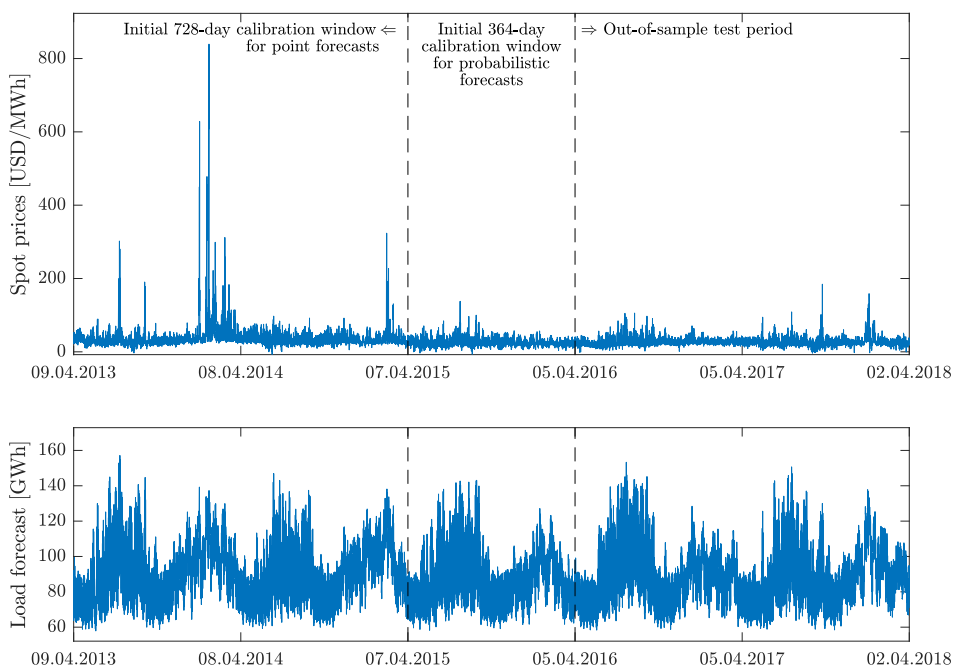 Initial 728-day calibration window ⇐
for point forecasts
Initial 364-day
calibration window
for probabilistic
forecasts
⇒ Out-of-sample test period
Spot prices [USD/MWh]
800
600
400
200
0
09.04.2013
08.04.2014
07.04.2015
05.04.2016
05.04.2017
02.04.2018
Load forecast [GWh]
160
140
120
100
80
60
09.04.2013
08.04.2014
07.04.2015
05.04.2016
05.04.2017
02.04.2018